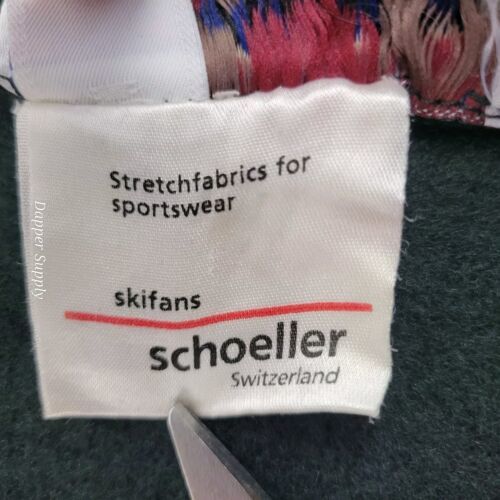 Stretchfabrics for
sportswear
skifans
schoeller
Switzerland
Dapper Supply